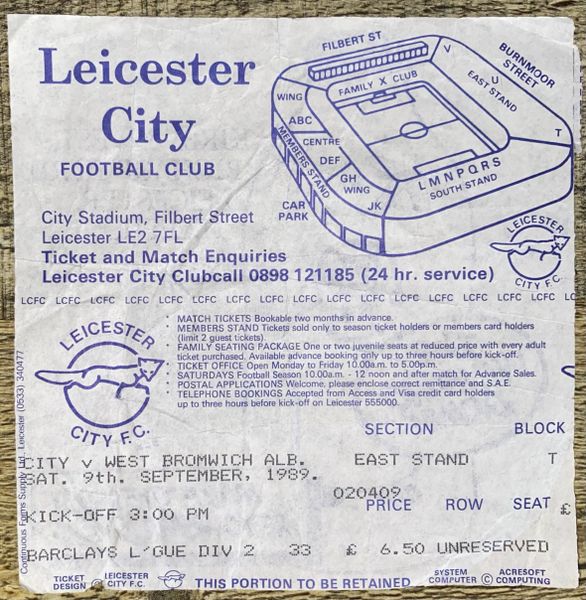 Leicester
City
FOOTBALL CLUB
City Stadium, Filbert Street
Leicester LE2 7FL
Ticket and Match Enquiries
Leicester City Clubcall 0898 121185 (24 hr. service)
FILBERT ST.
BURNMOOR
STREET
FAMILY X CLUB
V
U
EAST STAND
T
WING
ABC
CENTRE
DEF
GH
WING
JK
MEMBERS STAND
CAR
PARK
L M N P Q R S
SOUTH STAND
LEICESTER
CITY F.C.
LCFC LCFC LCFC LCFC LCFC LCFC LCFC LCFC LCFC LCFC LCFC LCFC LCFC LCFC LCFC LCFC LC
LEICESTER
CITY F.C.
* MATCH TICKETS Bookable two months in advance.
* MEMBERS STAND Tickets sold only to season ticket holders or members card holders
(limit 2 guest tickets).
* FAMILY SEATING PACKAGE One or two juvenile seats at reduced price with every adult
ticket purchased. Available advance booking only up to three hours before kick-off.
* TICKET OFFICE Open Monday to Friday 10.00a.m. to 5.00p.m.
* SATURDAYS Football Season 10.00a.m. - 12 noon and after match for Advance Sales.
* POSTAL APPLICATIONS Welcome, please enclose correct remittance and S.A.E.
* TELEPHONE BOOKINGS Accepted from Access and Visa credit card holders
up to three hours before kick-off on Leicester 555000.
Continuous Forms Supply Ltd. Leicester (0533) 340477
SECTION BLOCK
CITY v WEST BROMWICH ALB. EAST STAND T
SAT. 9th. SEPTEMBER, 1989.
020409
PRICE ROW SEAT £
KICK-OFF 3:00 PM
BARCLAYS L'GUE DIV 2 33 £ 6.50 UNRESERVED
TICKET
DESIGN @ LEICESTER
CITY F.C.
THIS PORTION TO BE RETAINED
SYSTEM
COMPUTER © ACRESOFT
COMPUTING